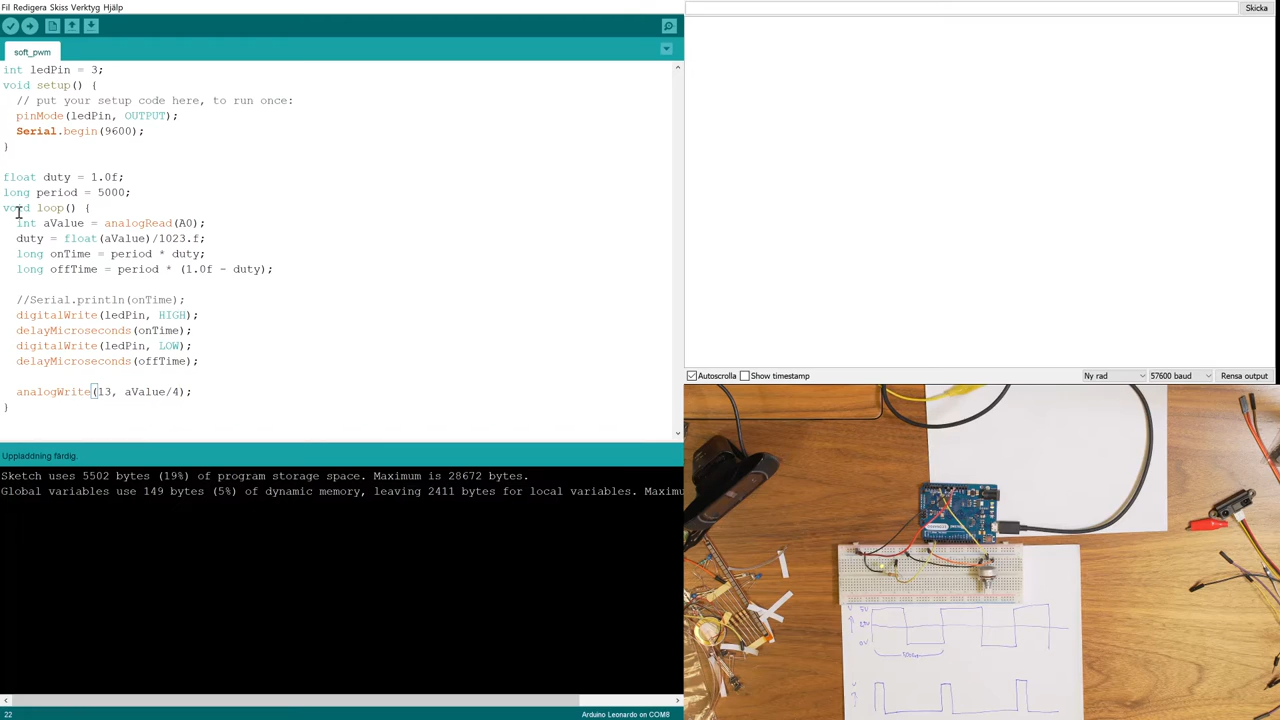 Fil Redigera Skiss Verktyg Hjälp
Skicka
soft_pwm
int ledPin = 3;
void setup() {
// put your setup code here, to run once:
pinMode(ledPin, OUTPUT);
Serial.begin(9600);
}
float duty = 1.0f;
long period = 5000;
void loop() {
int aValue = analogRead(A0);
duty = float(aValue)/1023.f;
long onTime = period * duty;
long offTime = period * (1.0f - duty);
//Serial.println(onTime);
digitalWrite(ledPin, HIGH);
delayMicroseconds(onTime);
digitalWrite(ledPin, LOW);
delayMicroseconds(offTime);
analogWrite(13, aValue/4);
}
Autoscrolla
Show timestamp
Ny rad
57600 baud
Rensa output
Uppladdning färdig.
Sketch uses 5502 bytes (19%) of program storage space. Maximum is 28672 bytes.
Global variables use 149 bytes (5%) of dynamic memory, leaving 2411 bytes for local variables. Maximu
V
5V
0V
V
22
Arduino Leonardo on COM8